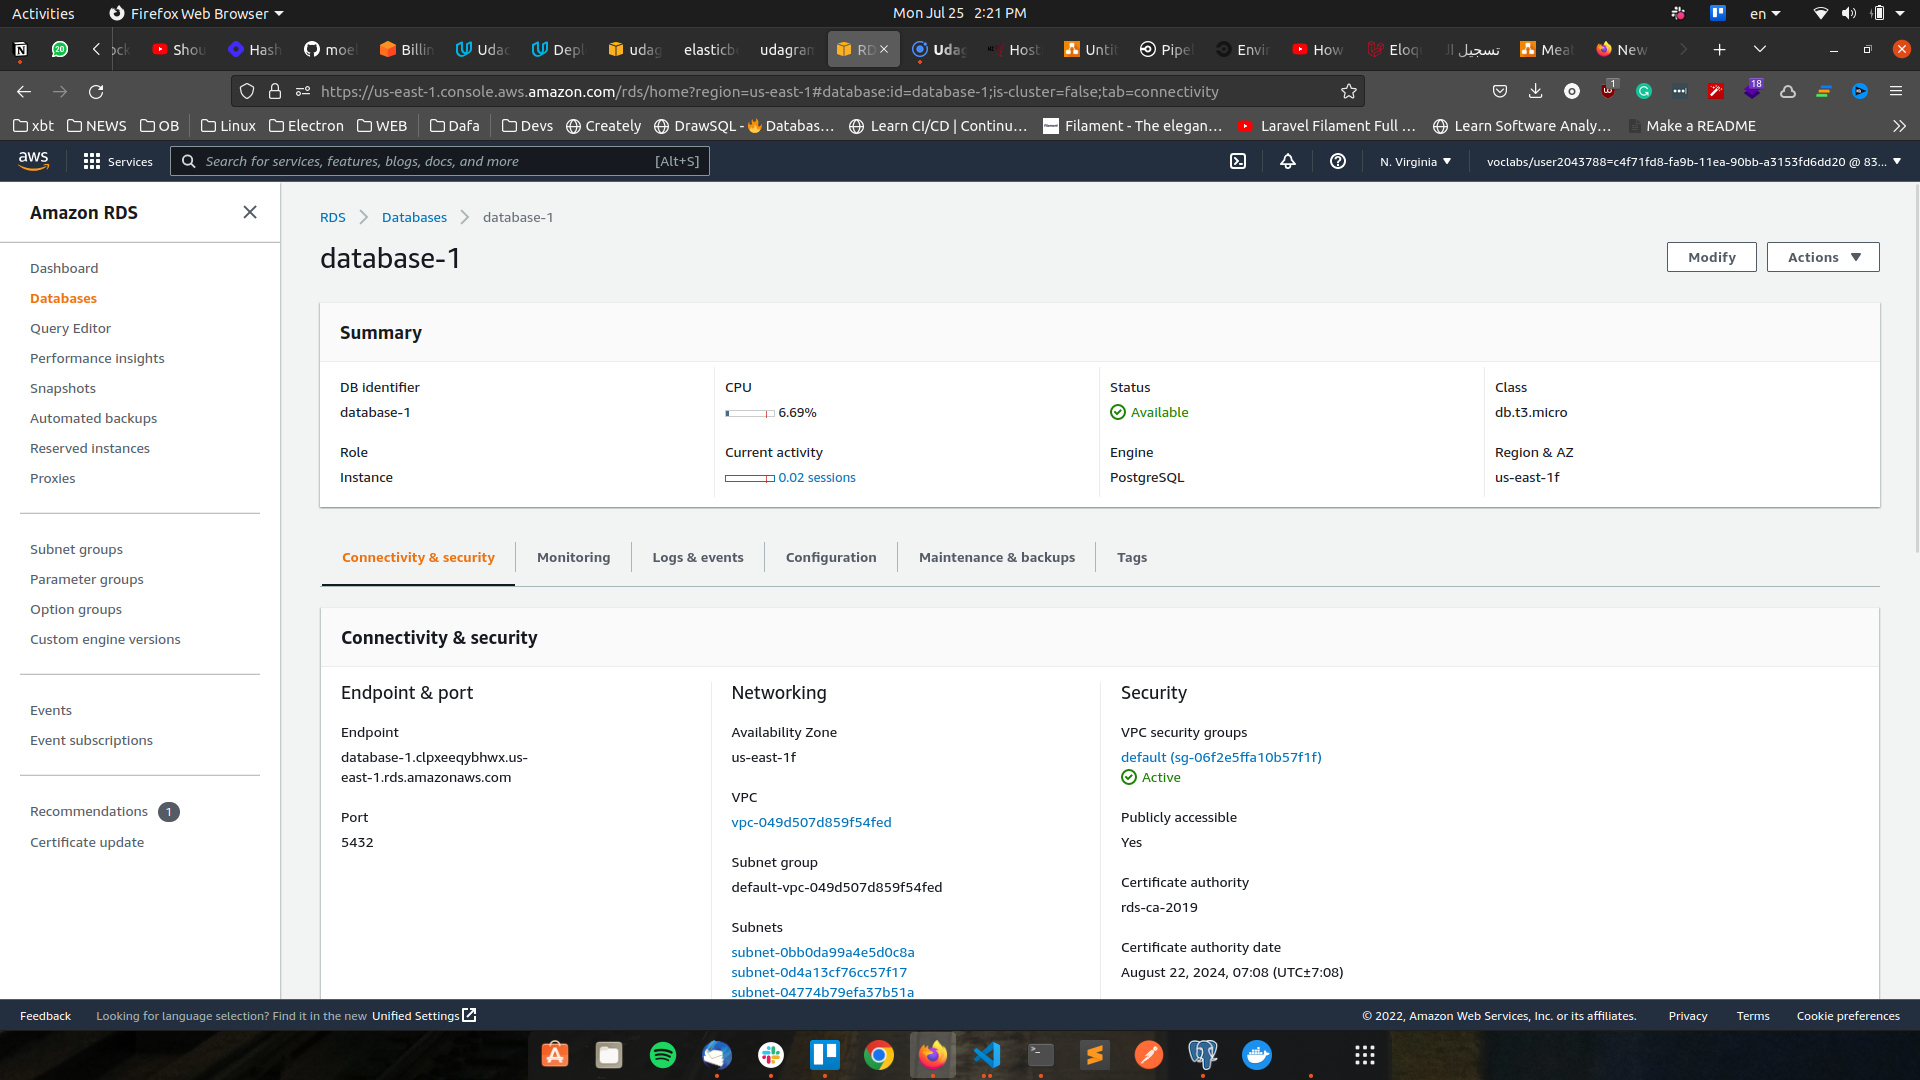 Activities
Firefox Web Browser
Mon Jul 25 2:21 PM
en
20
ock
Shou
Hash
moel
Billin
Udac
Depl
udag
elasticb
udagram
RD
Udag
Host
Untit
Pipel
Envir
How
Eloq
تسجيل ال
Meat
New
https://us-east-1.console.aws.amazon.com/rds/home?region=us-east-1#database:id=database-1;is-cluster=false;tab=connectivity
1
18
xbt
NEWS
OB
Linux
Electron
WEB
Dafa
Devs
Creately
DrawSQL - 🔥 Databas…
Learn CI/CD | Continu…
Filament - The elegan…
Laravel Filament Full …
Learn Software Analy…
Make a README
aws
Services
Search for services, features, blogs, docs, and more
[Alt+S]
N. Virginia
voclabs/user2043788=c4f71fd8-fa9b-11ea-90bb-a3153fd6dd20 @ 83...
Amazon RDS
Dashboard
Databases
Query Editor
Performance insights
Snapshots
Automated backups
Reserved instances
Proxies
Subnet groups
Parameter groups
Option groups
Custom engine versions
Events
Event subscriptions
Recommendations 1
Certificate update
RDS
Databases
database-1
database-1
Modify
Actions
Summary
DB identifier
database-1
CPU
6.69%
Status
Available
Class
db.t3.micro
Role
Instance
Current activity
0.02 sessions
Engine
PostgreSQL
Region & AZ
us-east-1f
Connectivity & security
Monitoring
Logs & events
Configuration
Maintenance & backups
Tags
Connectivity & security
Endpoint & port
Endpoint
database-1.clpxeeqybhwx.us-
east-1.rds.amazonaws.com
Port
5432
Networking
Availability Zone
us-east-1f
VPC
vpc-049d507d859f54fed
Subnet group
default-vpc-049d507d859f54fed
Subnets
subnet-0bb0da99a4e5d0c8a
subnet-0d4a13cf76cc57f17
subnet-04774b79efa37b51a
Security
VPC security groups
default (sg-06f2e5ffa10b57f1f)
Active
Publicly accessible
Yes
Certificate authority
rds-ca-2019
Certificate authority date
August 22, 2024, 07:08 (UTC±7:08)
Feedback
Looking for language selection? Find it in the new Unified Settings
© 2022, Amazon Web Services, Inc. or its affiliates.
Privacy
Terms
Cookie preferences